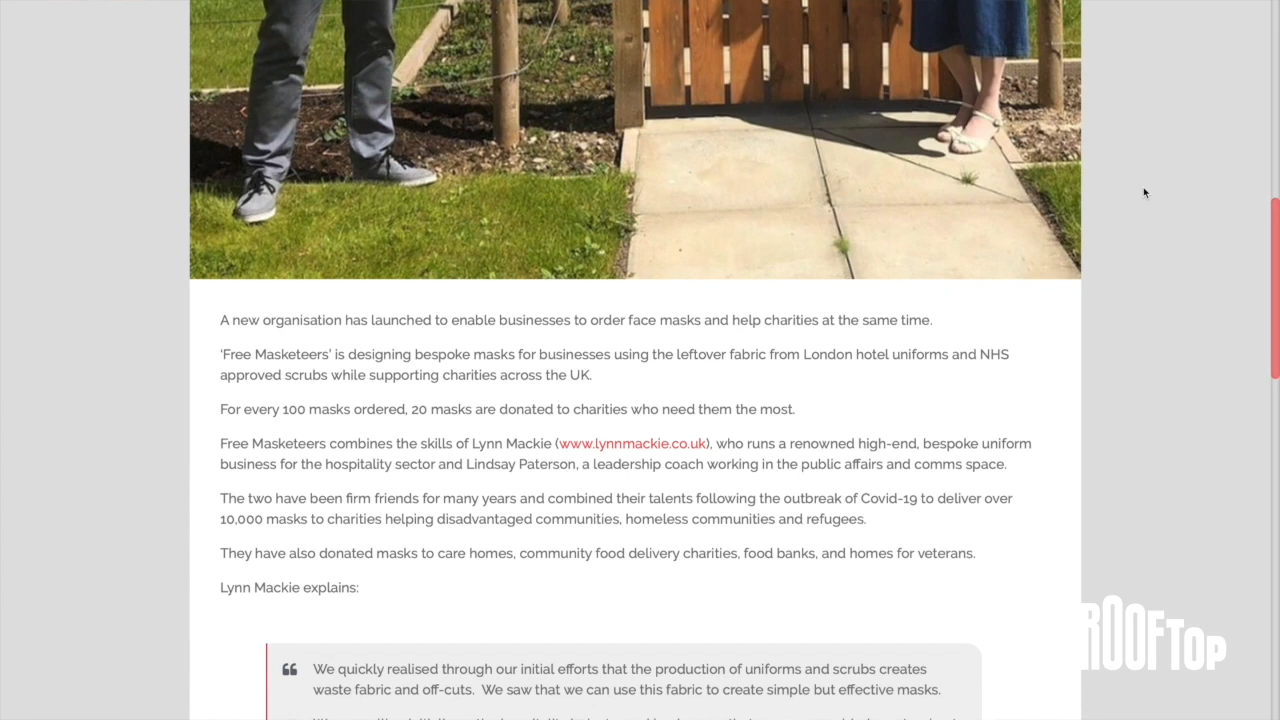 A new organisation has launched to enable businesses to order face masks and help charities at the same time.
‘Free Masketeers’ is designing bespoke masks for businesses using the leftover fabric from London hotel uniforms and NHS
approved scrubs while supporting charities across the UK.
For every 100 masks ordered, 20 masks are donated to charities who need them the most.
Free Masketeers combines the skills of Lynn Mackie (www.lynnmackie.co.uk), who runs a renowned high-end, bespoke uniform
business for the hospitality sector and Lindsay Paterson, a leadership coach working in the public affairs and comms space.
The two have been firm friends for many years and combined their talents following the outbreak of Covid-19 to deliver over
10,000 masks to charities helping disadvantaged communities, homeless communities and refugees.
They have also donated masks to care homes, community food delivery charities, food banks, and homes for veterans.
Lynn Mackie explains:
ROOFTOP
“ We quickly realised through our initial efforts that the production of uniforms and scrubs creates
waste fabric and off-cuts.  We saw that we can use this fabric to create simple but effective masks.